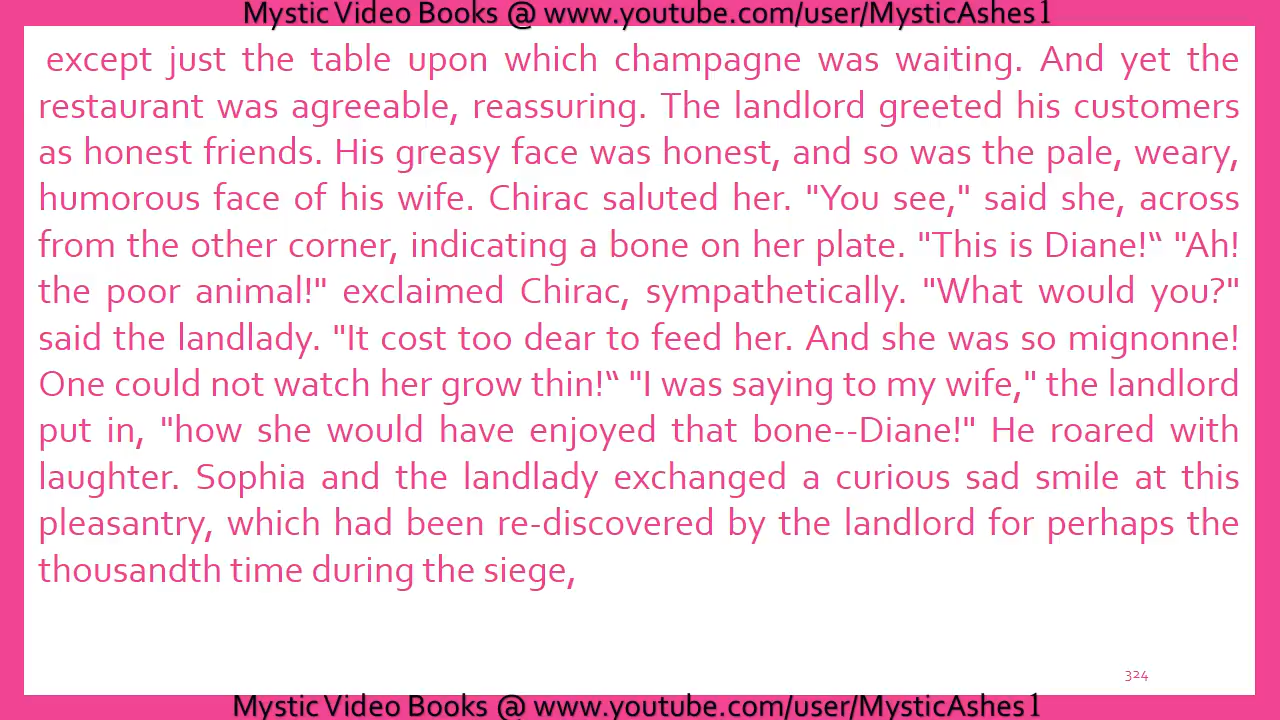 Mystic Video Books @ www.youtube.com/user/MysticAshes1
except just the table upon which champagne was waiting. And yet the
restaurant was agreeable, reassuring. The landlord greeted his customers
as honest friends. His greasy face was honest, and so was the pale, weary,
humorous face of his wife. Chirac saluted her. "You see," said she, across
from the other corner, indicating a bone on her plate. "This is Diane!“ "Ah!
the poor animal!" exclaimed Chirac, sympathetically. "What would you?"
said the landlady. "It cost too dear to feed her. And she was so mignonne!
One could not watch her grow thin!“ "I was saying to my wife," the landlord
put in, "how she would have enjoyed that bone--Diane!" He roared with
laughter. Sophia and the landlady exchanged a curious sad smile at this
pleasantry, which had been re-discovered by the landlord for perhaps the
thousandth time during the siege,
324
Mystic Video Books @ www.youtube.com/user/MysticAshes1